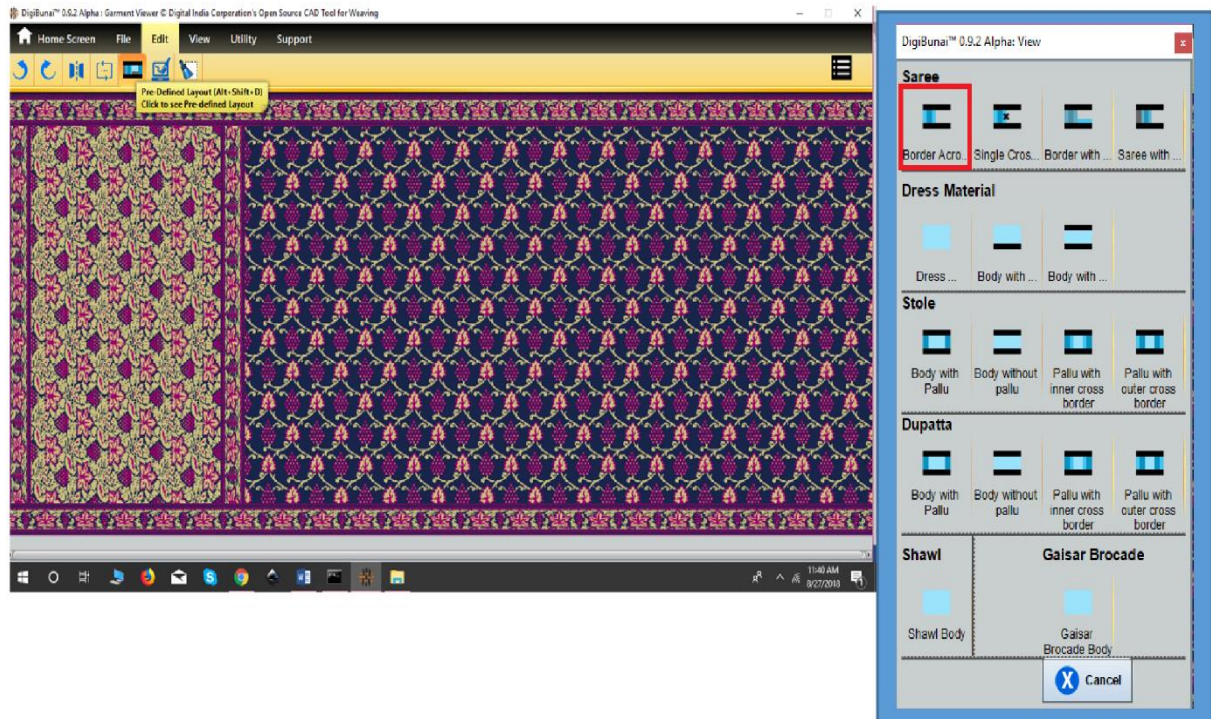 DigiBunai™ 0.9.2 Alpha : Garment Viewer © Digital India Corporation's Open Source CAD Tool for Weaving
Home Screen File Edit View Utility Support
Pre-Defined Layout (Alt+Shift+D)
Click to see Pre-defined Layout
11:40 AM
8/27/2018
DigiBunai™ 0.9.2 Alpha: View
Saree
Border Acro... Single Cros... Border with ... Saree with ...
Dress Material
Dress ... Body with ... Body with ...
Stole
Body with Body without Pallu with Pallu with
Pallu pallu inner cross outer cross
border border
Dupatta
Body with Body without Pallu with Pallu with
Pallu pallu inner cross outer cross
border border
Shawl Gaisar Brocade
Shawl Body Gaisar
Brocade Body
Cancel